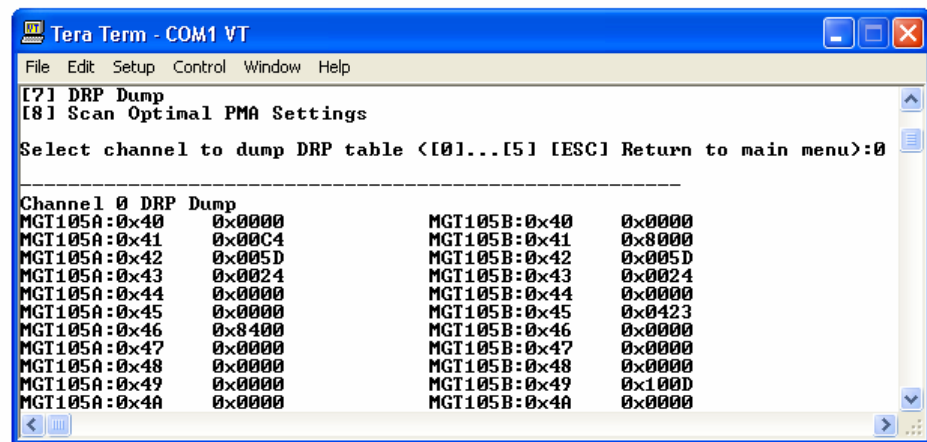 Tera Term - COM1 VT
File Edit Setup Control Window Help
[7] DRP Dump
[8] Scan Optimal PMA Settings
Select channel to dump DRP table ([0]...[5] [ESC] Return to main menu):0
Channel 0 DRP Dump
MGT105A:0x40 0x0000 MGT105B:0x40 0x0000
MGT105A:0x41 0x00C4 MGT105B:0x41 0x8000
MGT105A:0x42 0x005D MGT105B:0x42 0x005D
MGT105A:0x43 0x0024 MGT105B:0x43 0x0024
MGT105A:0x44 0x0000 MGT105B:0x44 0x0000
MGT105A:0x45 0x0000 MGT105B:0x45 0x0423
MGT105A:0x46 0x8400 MGT105B:0x46 0x0000
MGT105A:0x47 0x0000 MGT105B:0x47 0x0000
MGT105A:0x48 0x0000 MGT105B:0x48 0x0000
MGT105A:0x49 0x0000 MGT105B:0x49 0x100D
MGT105A:0x4A 0x0000 MGT105B:0x4A 0x0000